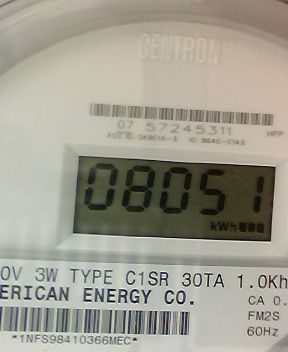 CENTRON®
07 57245311
08051
kWh
0V 3W TYPE C1SR 30TA 1.0Kh
ERICAN ENERGY CO.
CA 0.
FM2S
60Hz
*1NFS98410366MEC*